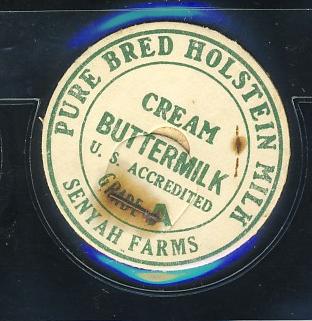 PURE BRED HOLSTEIN MILK
CREAM
BUTTERMILK
U. S. ACCREDITED
GRADE A
SENYAH FARMS